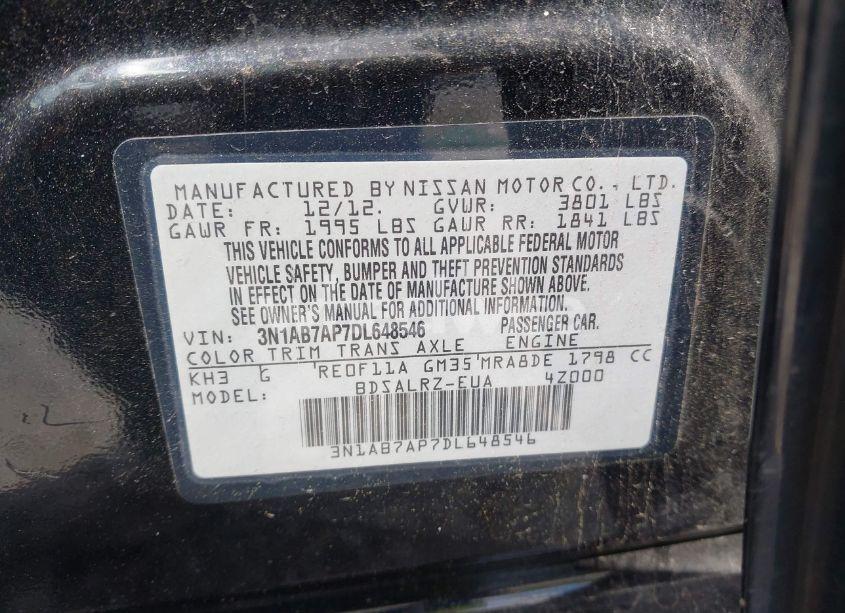 MANUFACTURED BY NISSAN MOTOR CO., LTD.
DATE: 12/12. GVWR: 3801 LBS
GAWR FR: 1995 LBS GAWR RR: 1841 LBS
THIS VEHICLE CONFORMS TO ALL APPLICABLE FEDERAL MOTOR
VEHICLE SAFETY, BUMPER AND THEFT PREVENTION STANDARDS
IN EFFECT ON THE DATE OF MANUFACTURE SHOWN ABOVE.
SEE OWNER'S MANUAL FOR ADDITIONAL INFORMATION.
VIN: 3N1AB7AP7DL648546 PASSENGER CAR.
COLOR TRIM TRANS AXLE ENGINE
KH3 G 'RE0F11A GM35'MRA8DE 1798 CC
MODEL: BDSALRZ-EUA 4Z000
3N1AB7AP7DL648546